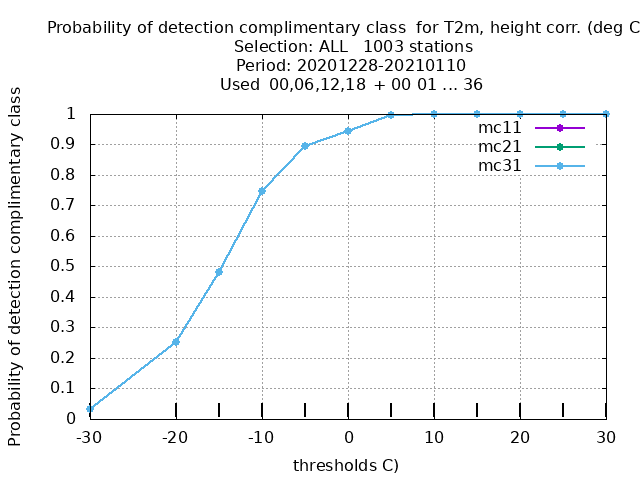 Probability of detection complimentary class for T2m, height corr. (deg C
Selection: ALL 1003 stations
Period: 20201228-20210110
Used 00,06,12,18 + 00 01 ... 36
Probability of detection complimentary class
1
0.9
0.8
0.7
0.6
0.5
0.4
0.3
0.2
0.1
0
mc11
mc21
mc31
-30 -20 -10 0 10 20 30
thresholds C)